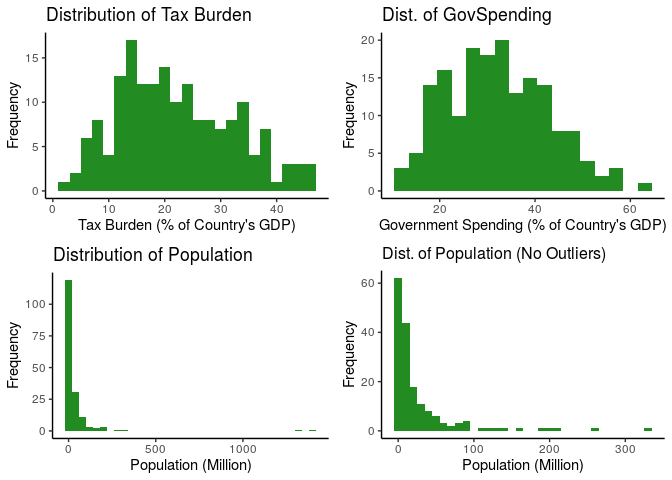 Distribution of Tax Burden
Frequency
15
10
5
0
0 10 20 30 40
Tax Burden (% of Country's GDP)
Dist. of GovSpending
Frequency
20
15
10
5
0
20 40 60
Government Spending (% of Country's GDP)
Distribution of Population
Frequency
100
75
50
25
0
0 500 1000
Population (Million)
Dist. of Population (No Outliers)
Frequency
60
40
20
0
0 100 200 300
Population (Million)